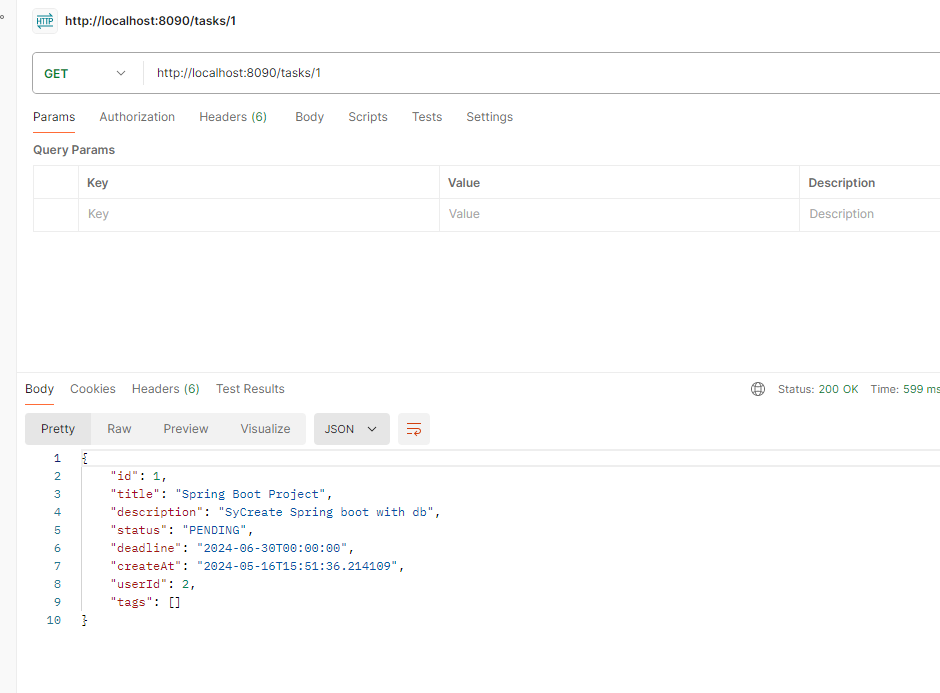 HTTP http://localhost:8090/tasks/1
GET http://localhost:8090/tasks/1
Params Authorization Headers (6) Body Scripts Tests Settings
Query Params
Key Value Description
Key Value Description
Body Cookies Headers (6) Test Results Status: 200 OK Time: 599 ms
Pretty Raw Preview Visualize JSON
1 {
2 "id": 1,
3 "title": "Spring Boot Project",
4 "description": "SyCreate Spring boot with db",
5 "status": "PENDING",
6 "deadline": "2024-06-30T00:00:00",
7 "createAt": "2024-05-16T15:51:36.214109",
8 "userId": 2,
9 "tags": []
10 }